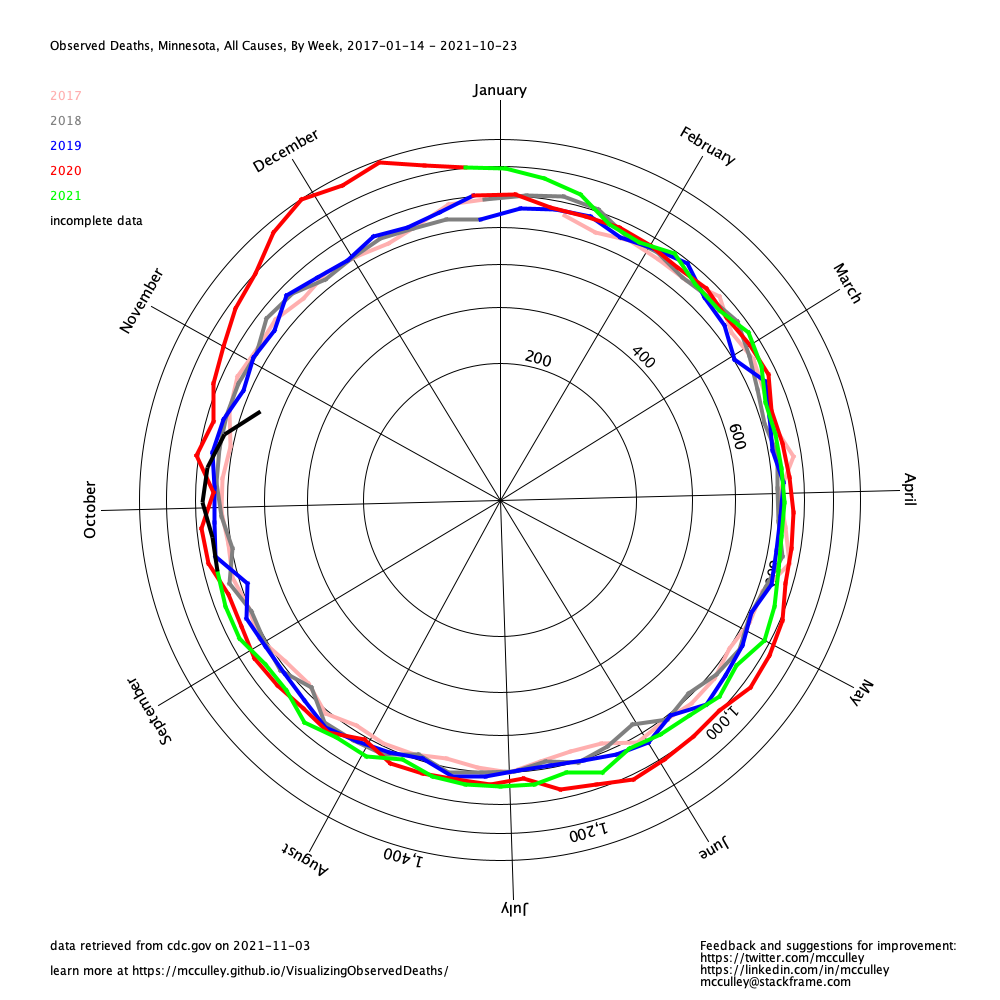 Observed Deaths, Minnesota, All Causes, By Week, 2017-01-14 - 2021-10-23
2017
2018
2019
2020
2021
incomplete data
January
February
March
April
May
June
July
August
September
October
November
December
200
400
600
1,000
1,200
1,400
data retrieved from cdc.gov on 2021-11-03
learn more at https://mcculley.github.io/VisualizingObservedDeaths/
Feedback and suggestions for improvement:
https://twitter.com/mcculley
https://linkedin.com/in/mcculley
mcculley@stackframe.com